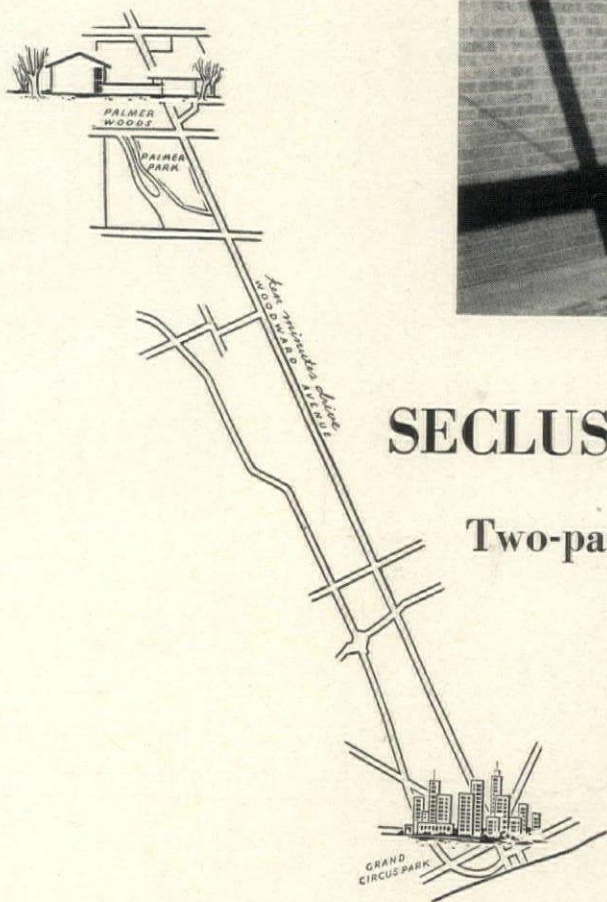 PALMER
WOODS
PALMER
PARK
ten minutes drive
WOODWARD AVENUE
SECLUS
Two-pa
GRAND
CIRCUS PARK